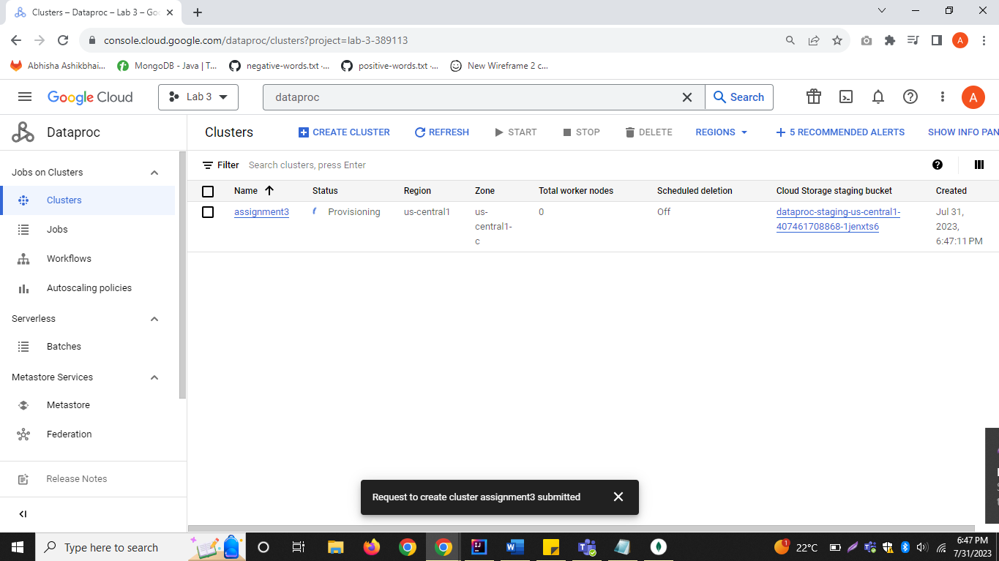 Clusters – Dataproc – Lab 3 – Goo
console.cloud.google.com/dataproc/clusters?project=lab-3-389113
A
Abhisha Ashikbhai...
MongoDB - Java | T...
negative-words.txt -...
positive-words.txt -...
New Wireframe 2 c...
Google Cloud
Lab 3
dataproc
Search
A
Dataproc
Clusters
CREATE CLUSTER
REFRESH
START
STOP
DELETE
REGIONS
5 RECOMMENDED ALERTS
SHOW INFO PAN
Jobs on Clusters
Clusters
Jobs
Workflows
Autoscaling policies
Serverless
Batches
Metastore Services
Metastore
Federation
Release Notes
Filter Search clusters, press Enter
Name Status Region Zone Total worker nodes Scheduled deletion Cloud Storage staging bucket Created
assignment3 Provisioning us-central1 us- 0 Off dataproc-staging-us-central1- Jul 31,
central1- 407461708868-1jenxts6 2023,
c 6:47:11 PM
Request to create cluster assignment3 submitted
Type here to search
1
22°C
6:47 PM
7/31/2023